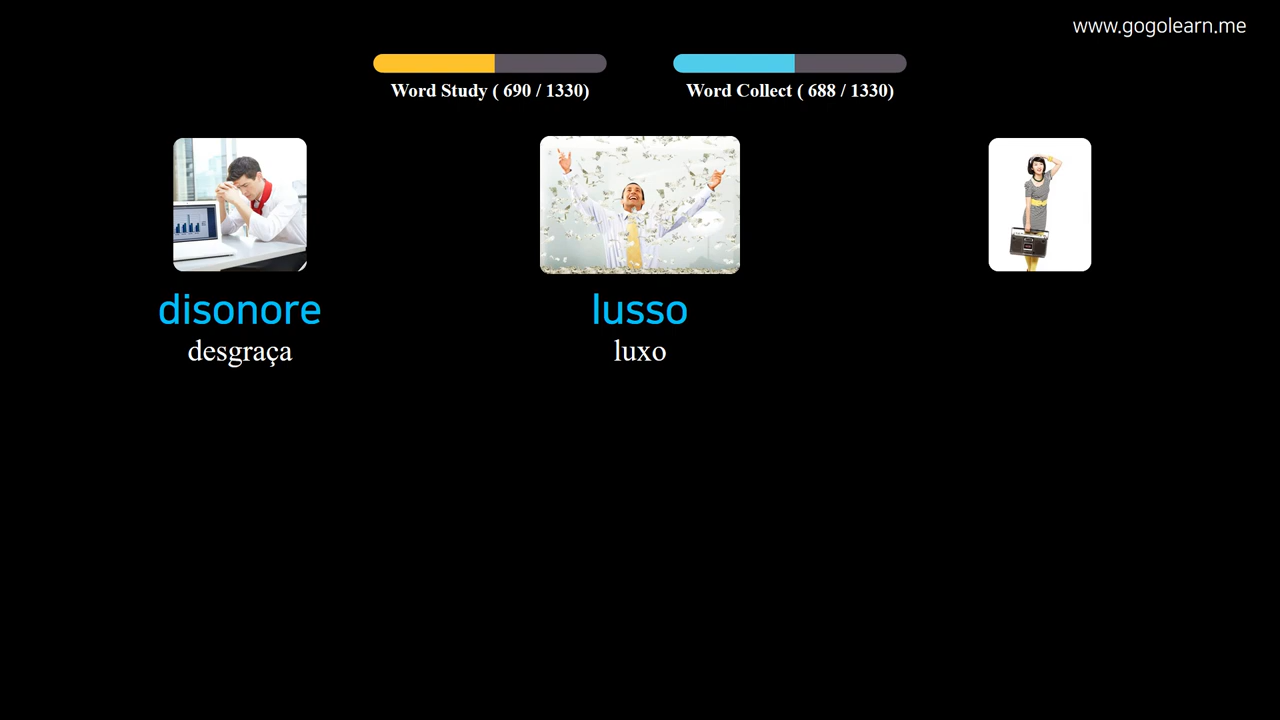 www.gogolearn.me
Word Study ( 690 / 1330)
Word Collect ( 688 / 1330)
disonore
desgraça
lusso
luxo